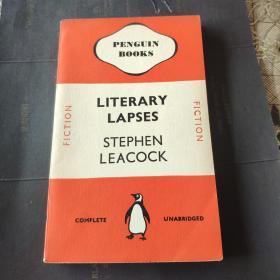 PENGUIN
BOOKS
LITERARY
LAPSES
STEPHEN
LEACOCK
FICTION
FICTION
COMPLETE UNABRIDGED